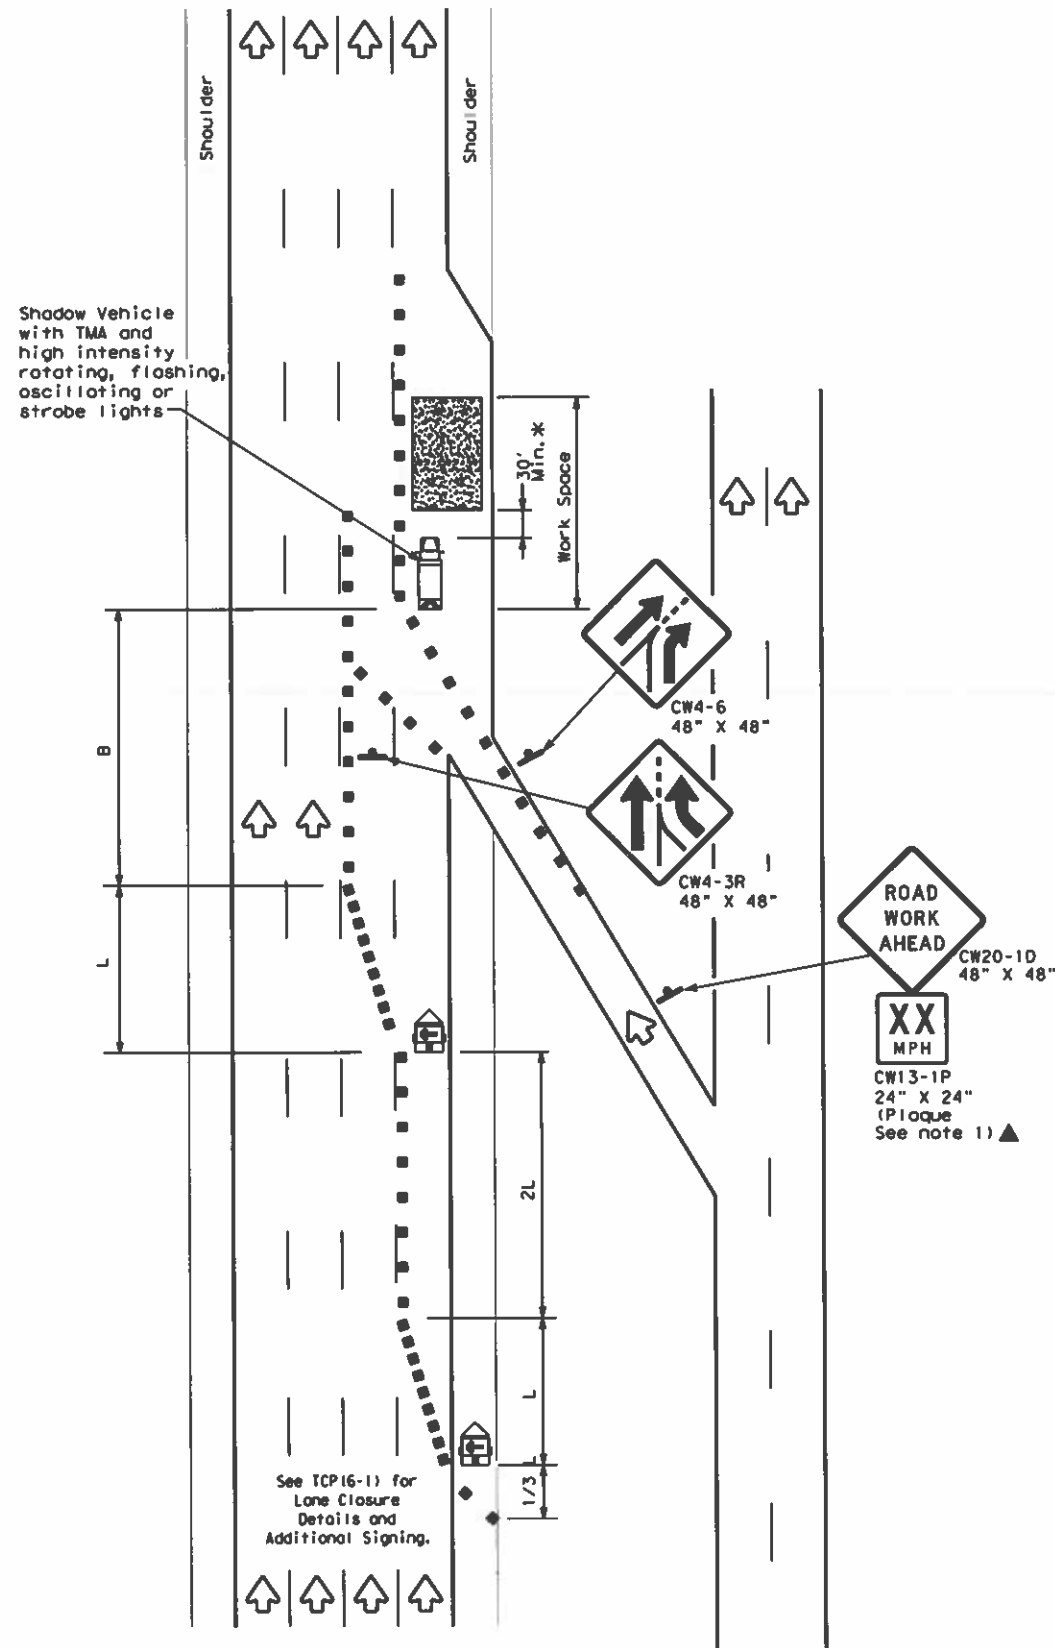 Shoulder
Shoulder
Shadow Vehicle
with TMA and
high intensity
rotating, flashing,
oscillating or
strobe lights
30'
Min.*
Work Space
B
CW4-6
48" X 48"
CW4-3R
48" X 48"
L
ROAD
WORK
AHEAD
CW20-1D
48" X 48"
XX
MPH
CW13-1P
24" X 24"
(Plaque
See note 1) ▲
2L
L
1/3 L
See TCP(6-1) for
Lane Closure
Details and
Additional Signing.